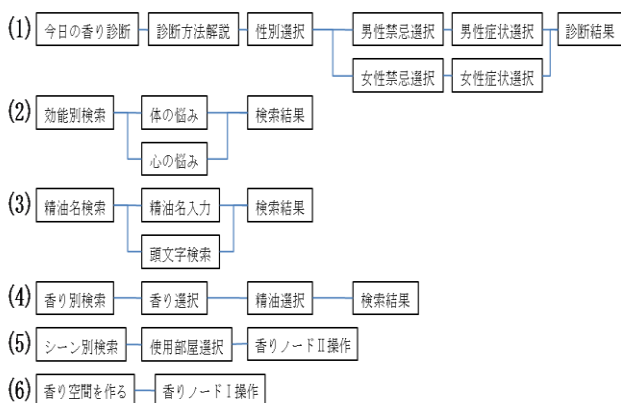 (1) 今日の香り診断 診断方法解説 性別選択 男性禁忌選択 男性症状選択 診断結果
女性禁忌選択 女性症状選択
(2) 効能別検索 体の悩み 検索結果
心の悩み
(3) 精油名検索 精油名入力 検索結果
頭文字検索
(4) 香り別検索 香り選択 精油選択 検索結果
(5) シーン別検索 使用部屋選択 香りノードⅡ操作
(6) 香り空間を作る 香りノードⅠ操作